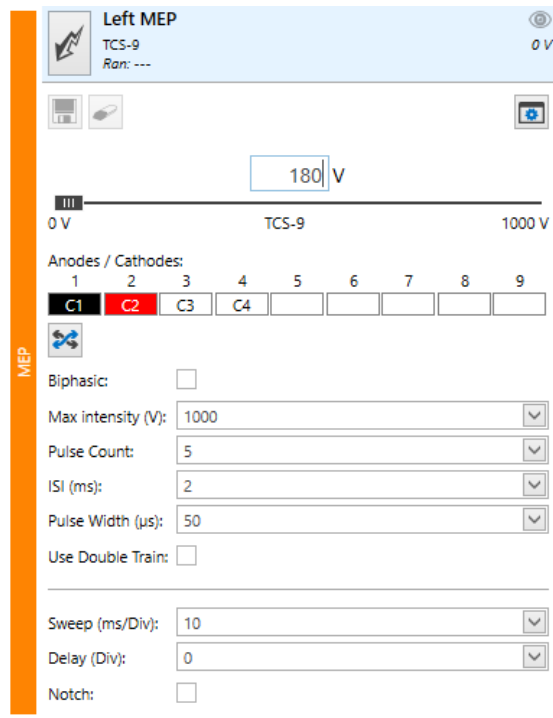 Left MEP
TCS-9
0 V
Ran: ---
180 V
0 V TCS-9 1000 V
Anodes / Cathodes:
1 2 3 4 5 6 7 8 9
C1 C2 C3 C4
MEP
Biphasic:
Max intensity (V): 1000
Pulse Count: 5
ISI (ms): 2
Pulse Width (µs): 50
Use Double Train:
Sweep (ms/Div): 10
Delay (Div): 0
Notch: